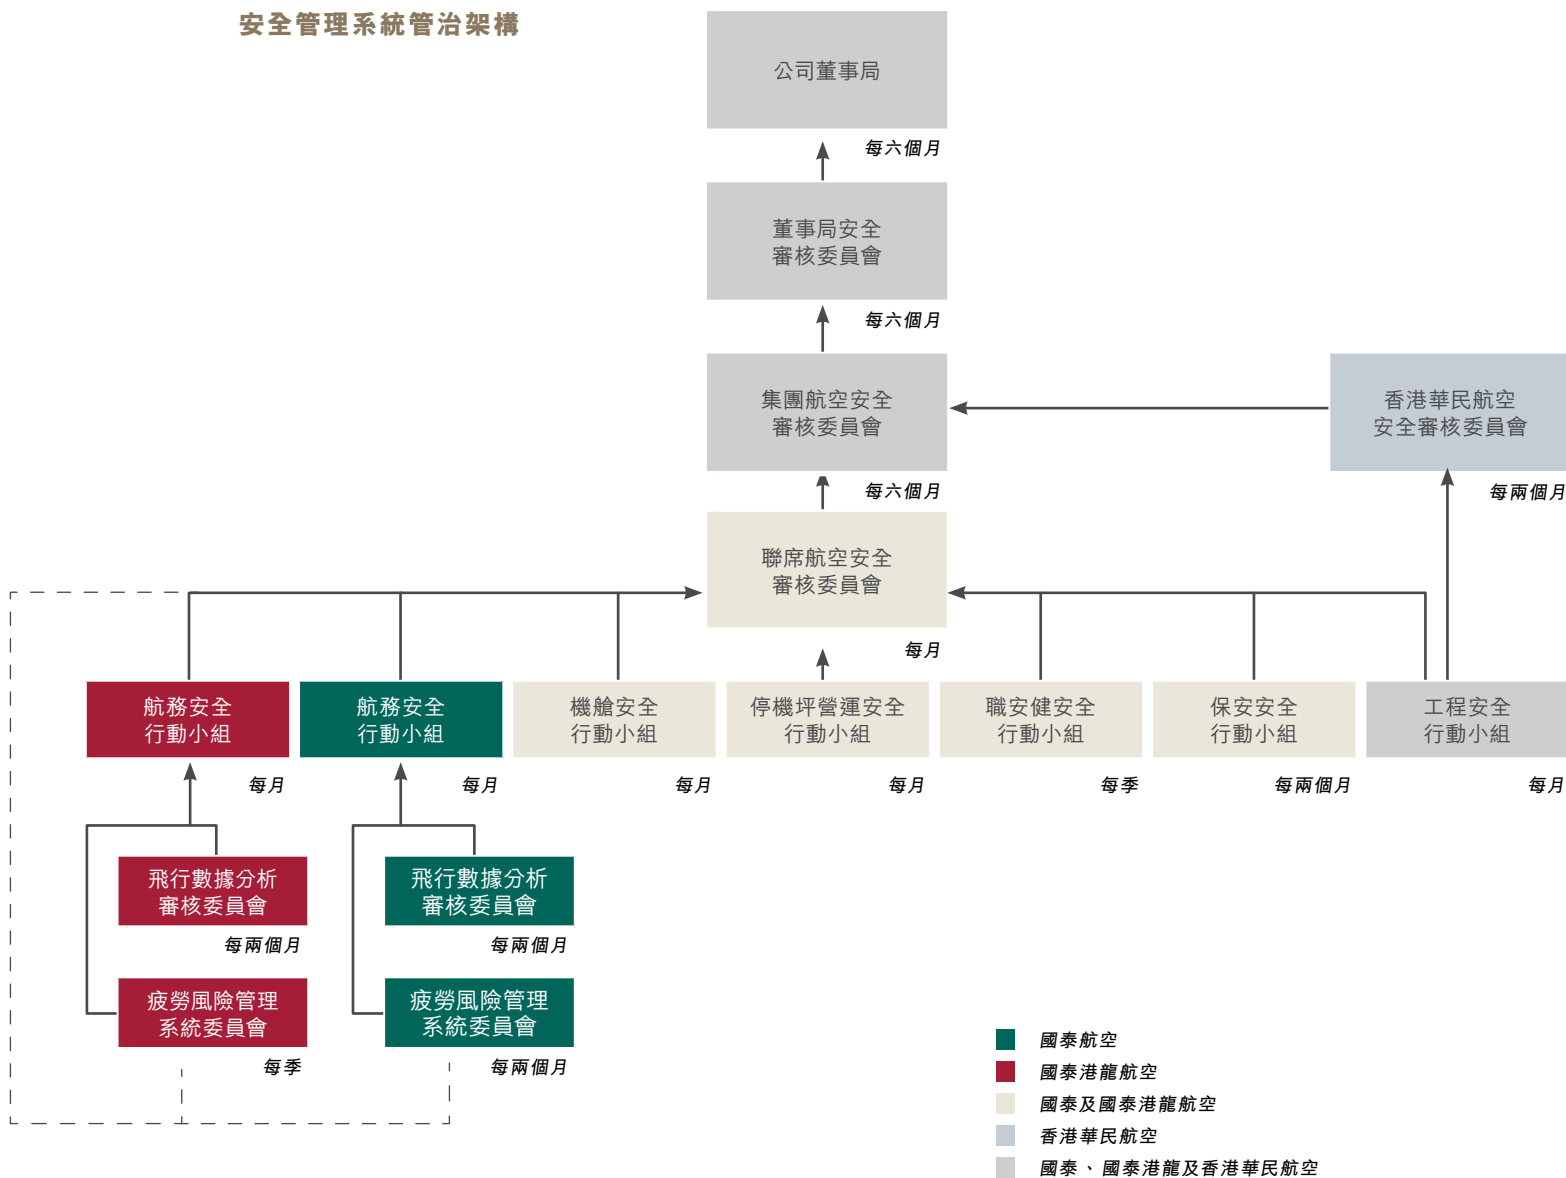 安全管理系統管治架構
公司董事局
每六個月
董事局安全
審核委員會
每六個月
集團航空安全
審核委員會
每六個月
香港華民航空
安全審核委員會
每兩個月
聯席航空安全
審核委員會
每月
航務安全
行動小組
每月
航務安全
行動小組
每月
機艙安全
行動小組
每月
停機坪營運安全
行動小組
每月
職安健安全
行動小組
每季
保安安全
行動小組
每兩個月
工程安全
行動小組
每月
飛行數據分析
審核委員會
每兩個月
飛行數據分析
審核委員會
每兩個月
疲勞風險管理
系統委員會
每季
疲勞風險管理
系統委員會
每兩個月
國泰航空
國泰港龍航空
國泰及國泰港龍航空
香港華民航空
國泰、國泰港龍及香港華民航空